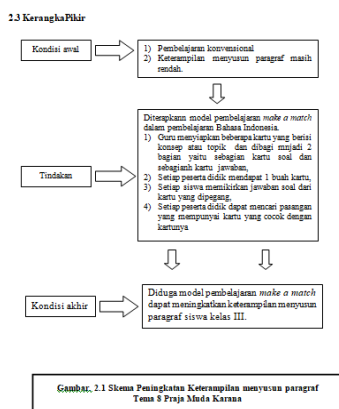 2.3 KerangkaPikir
Kondisi awal
1) Pembelajaran konvensional
2) Keterampilan menyusun paragraf masih
rendah.
Tindakan
Diterapkann model pembelajaran make a match
dalam pembelajaran Bahasa Indonesia.
1) Guru menyiapkan beberapa kartu yang berisi
konsep atau topik dan dibagi mnjadi 2
bagian yaitu sebagian kartu soal dan
sebagianh kartu jawaban,
2) Setiap peserta didik mendapat 1 buah kartu,
3) Setiap siswa memikirkan jawaban soal dari
kartu yang dipegang,
4) Setiap peserta didik dapat mencari pasangan
yang mempunyai kartu yang cocok dengan
kartunya
Kondisi akhir
Diduga model pembelajaran make a match
dapat meningkatkan keterampilan menyusun
paragraf siswa kelas III.
Gambar. 2.1 Skema Peningkatan Keterampilan menyusun paragraf
Tema 8 Praja Muda Karana